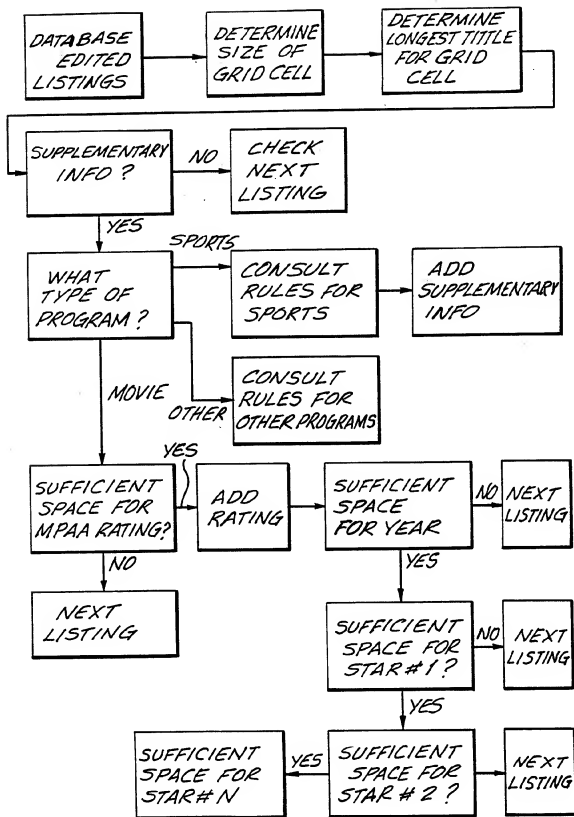 DATABASE
EDITED
LISTINGS
DETERMINE
SIZE OF
GRID CELL
DETERMINE
LONGEST TITTLE
FOR GRID
CELL
SUPPLEMENTARY
INFO ?
NO
CHECK
NEXT
LISTING
YES
WHAT
TYPE OF
PROGRAM ?
SPORTS
CONSULT
RULES FOR
SPORTS
ADD
SUPPLEMENTARY
INFO
MOVIE
OTHER
CONSULT
RULES FOR
OTHER PROGRAMS
YES
SUFFICIENT
SPACE FOR
MPAA RATING?
ADD
RATING
SUFFICIENT
SPACE
FOR YEAR
NO
NEXT
LISTING
NO
NEXT
LISTING
YES
SUFFICIENT
SPACE FOR
STAR # 1 ?
NO
NEXT
LISTING
YES
SUFFICIENT
SPACE FOR
STAR # N
YES
SUFFICIENT
SPACE FOR
STAR # 2 ?
NEXT
LISTING